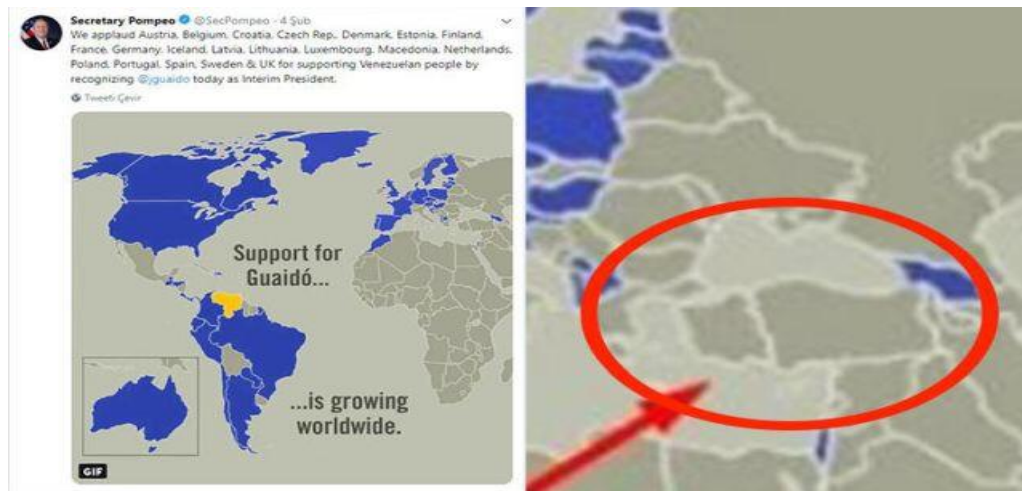 Secretary Pompeo @SecPompeo · 4 Şub
We applaud Austria, Belgium, Croatia, Czech Rep., Denmark, Estonia, Finland,
France, Germany, Iceland, Latvia, Lithuania, Luxembourg, Macedonia, Netherlands,
Poland, Portugal, Spain, Sweden & UK for supporting Venezuelan people by
recognizing @jguaido today as Interim President.
Tweeti Çevir
Support for
Guaidó...
...is growing
worldwide.
GIF